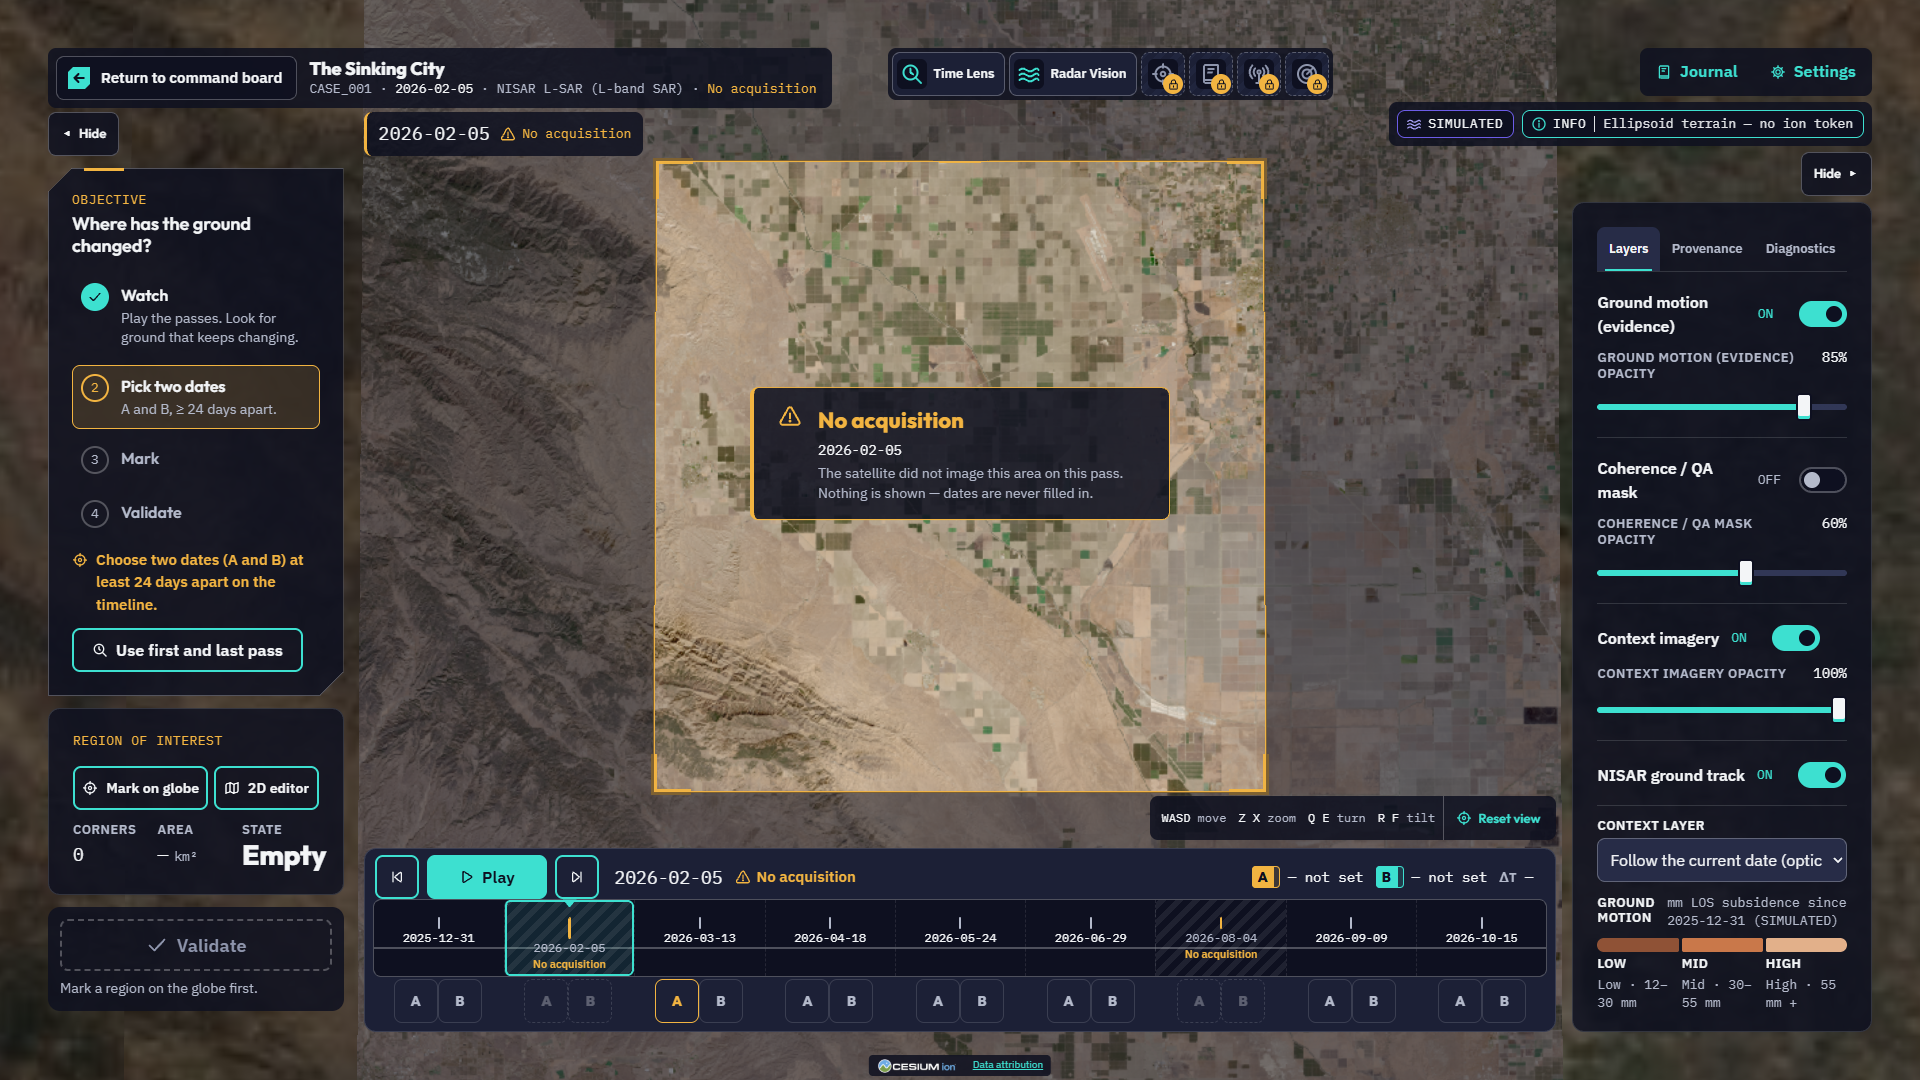 Return to command board
The Sinking City
CASE_001 · 2026-02-05 · NISAR L-SAR (L-band SAR) · No acquisition
Time Lens
Radar Vision
Journal
Settings
SIMULATED
INFO | Ellipsoid terrain — no ion token
Hide
2026-02-05 No acquisition
Hide
OBJECTIVE
Where has the ground
changed?
Watch
Play the passes. Look for
ground that keeps changing.
2 Pick two dates
A and B, ≥ 24 days apart.
3 Mark
4 Validate
Choose two dates (A and B) at
least 24 days apart on the
timeline.
Use first and last pass
REGION OF INTEREST
Mark on globe
2D editor
CORNERS AREA STATE
0 — km² Empty
Validate
Mark a region on the globe first.
No acquisition
2026-02-05
The satellite did not image this area on this pass.
Nothing is shown — dates are never filled in.
WASD move Z X zoom Q E turn R F tilt
Reset view
Play
2026-02-05 No acquisition
A — not set B — not set ΔT —
2025-12-31 2026-02-05 2026-03-13 2026-04-18 2026-05-24 2026-06-29 2026-08-04 2026-09-09 2026-10-15
No acquisition No acquisition
A B A B A B A B A B A B A B A B A B
CESIUM ion Data attribution
Layers Provenance Diagnostics
Ground motion
(evidence)
ON
GROUND MOTION (EVIDENCE)
OPACITY
85%
Coherence / QA
mask
OFF
COHERENCE / QA MASK
OPACITY
60%
Context imagery ON
CONTEXT IMAGERY OPACITY 100%
NISAR ground track ON
CONTEXT LAYER
Follow the current date (optic
GROUND
MOTION
mm LOS subsidence since
2025-12-31 (SIMULATED)
LOW MID HIGH
Low · 12–
30 mm
Mid · 30–
55 mm
High · 55
mm +